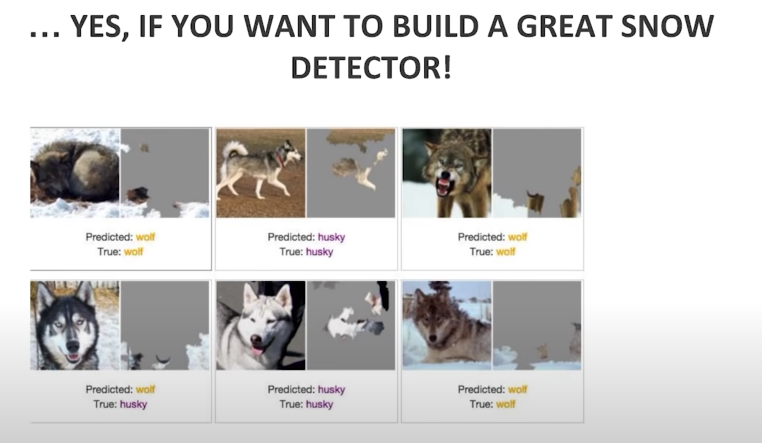 ... YES, IF YOU WANT TO BUILD A GREAT SNOW
DETECTOR!
Predicted: wolf
True: wolf
Predicted: husky
True: husky
Predicted: wolf
True: wolf
Predicted: wolf
True: husky
Predicted: husky
True: husky
Predicted: wolf
True: wolf